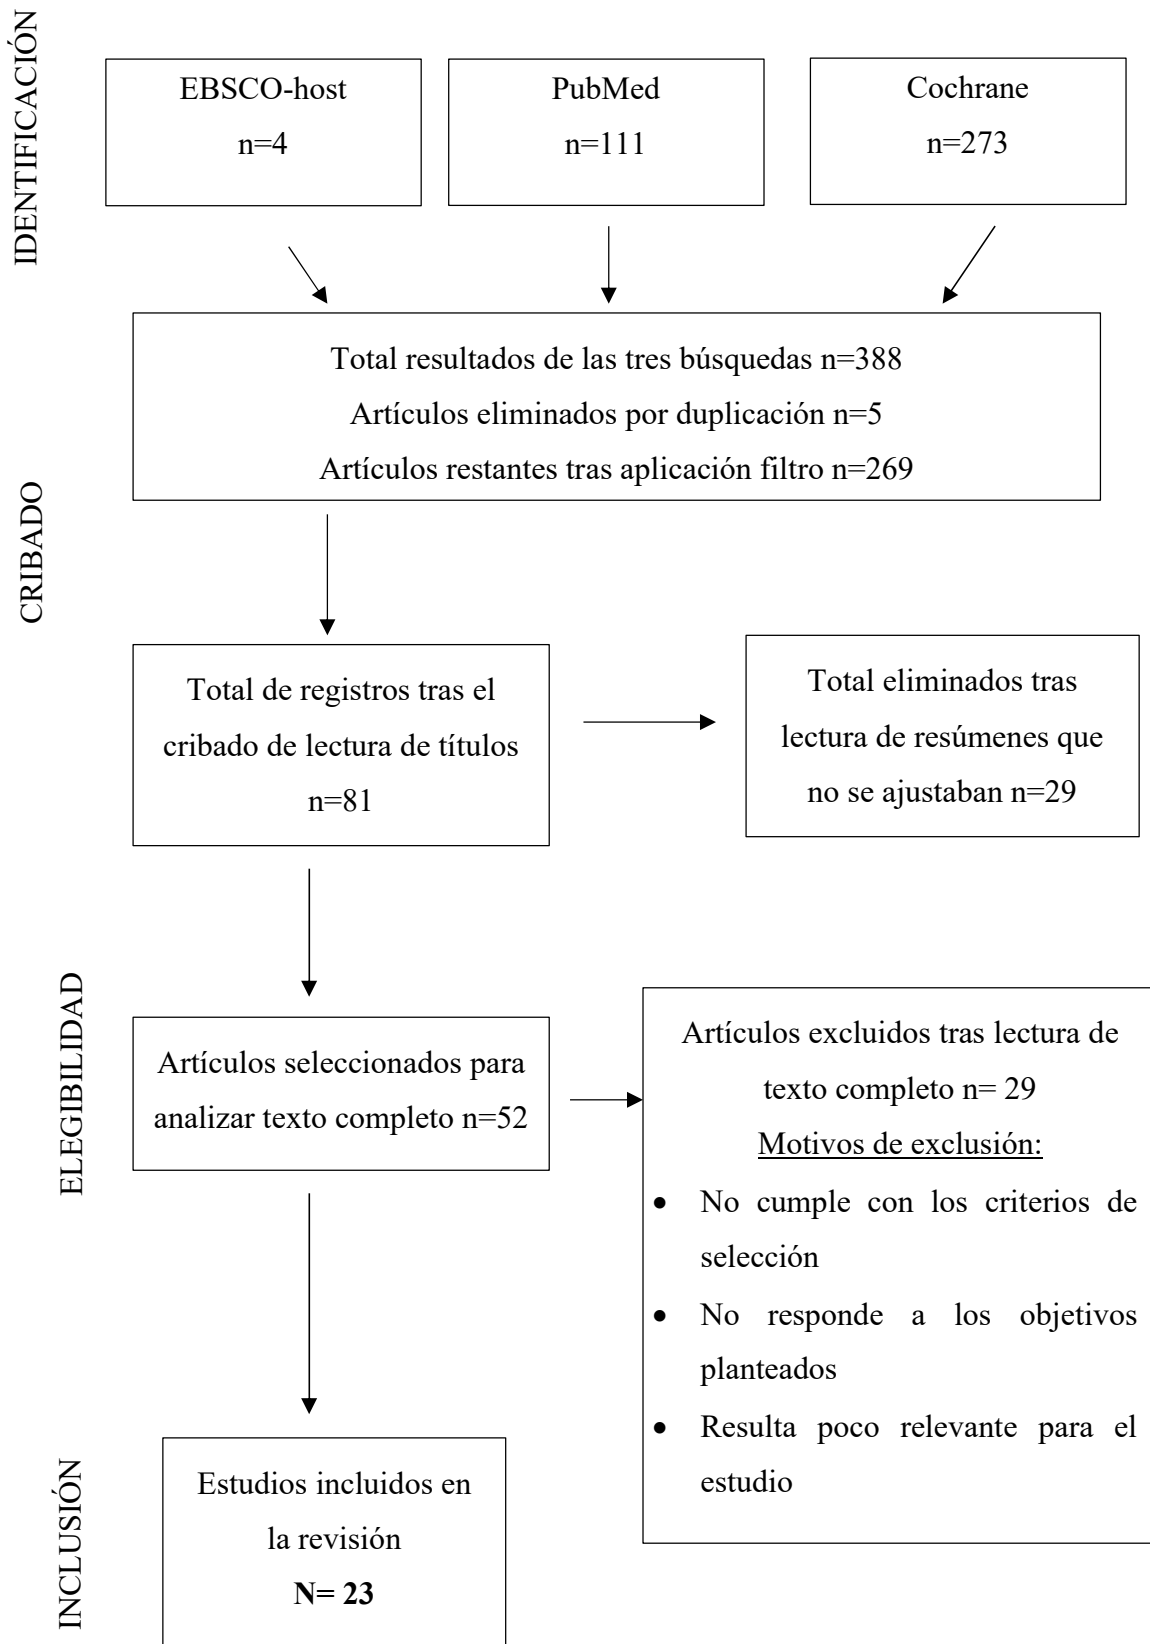 IDENTIFICACIÓN
EBSCO-host
n=4
PubMed
n=111
Cochrane
n=273
Total resultados de las tres búsquedas n=388
Artículos eliminados por duplicación n=5
Artículos restantes tras aplicación filtro n=269
CRIBADO
Total de registros tras el
cribado de lectura de títulos
n=81
Total eliminados tras
lectura de resúmenes que
no se ajustaban n=29
ELEGIBILIDAD
Artículos seleccionados para
analizar texto completo n=52
Artículos excluidos tras lectura de
texto completo n= 29
Motivos de exclusión:
• No cumple con los criterios de
selección
• No responde a los objetivos
planteados
• Resulta poco relevante para el
estudio
INCLUSIÓN
Estudios incluidos en
la revisión
N= 23